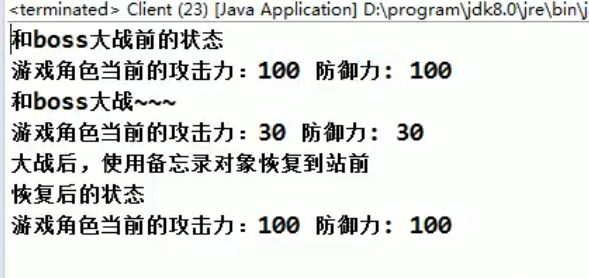 <terminated> Client (23) [Java Application] D:\program\jdk8.0\jre\bin\j
和boss大战前的状态
游戏角色当前的攻击力：100 防御力: 100
和boss大战~~~
游戏角色当前的攻击力：30 防御力: 30
大战后，使用备忘录对象恢复到站前
恢复后的状态
游戏角色当前的攻击力：100 防御力: 100